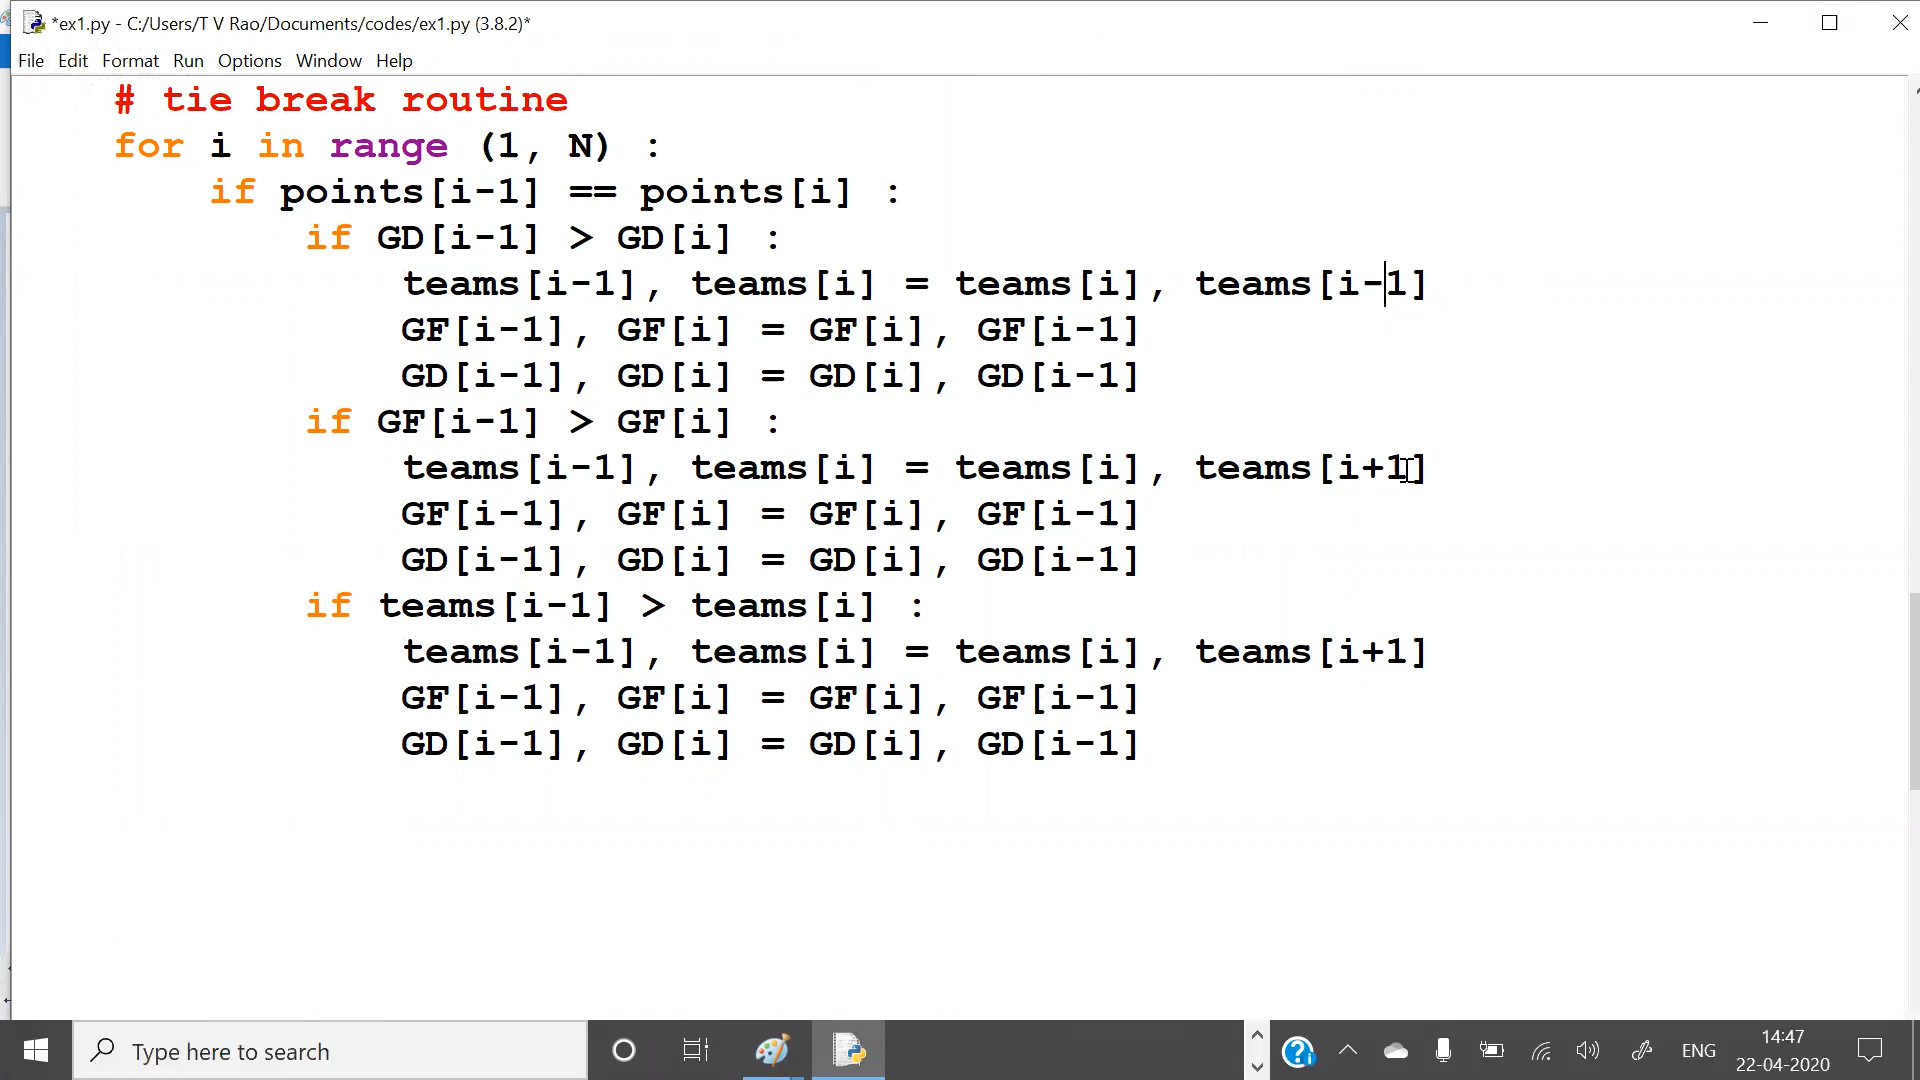 *ex1.py - C:/Users/T V Rao/Documents/codes/ex1.py (3.8.2)*
File Edit Format Run Options Window Help
# tie break routine
for i in range (1, N) :
if points[i-1] == points[i] :
if GD[i-1] > GD[i] :
teams[i-1], teams[i] = teams[i], teams[i-1]
GF[i-1], GF[i] = GF[i], GF[i-1]
GD[i-1], GD[i] = GD[i], GD[i-1]
if GF[i-1] > GF[i] :
teams[i-1], teams[i] = teams[i], teams[i+1]
GF[i-1], GF[i] = GF[i], GF[i-1]
GD[i-1], GD[i] = GD[i], GD[i-1]
if teams[i-1] > teams[i] :
teams[i-1], teams[i] = teams[i], teams[i+1]
GF[i-1], GF[i] = GF[i], GF[i-1]
GD[i-1], GD[i] = GD[i], GD[i-1]
Type here to search
ENG
14:47
22-04-2020